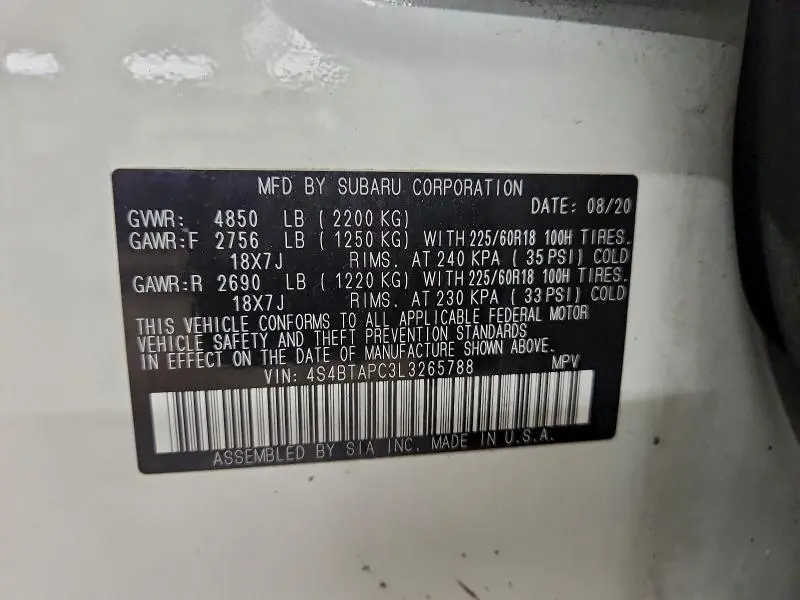 MFD BY SUBARU CORPORATION
DATE: 08/20
GVWR: 4850 LB ( 2200 KG)
GAWR:F 2756 LB ( 1250 KG) WITH 225/60R18 100H TIRES.
18X7J RIMS. AT 240 KPA ( 35 PSI) COLD
GAWR:R 2690 LB ( 1220 KG) WITH 225/60R18 100H TIRES.
18X7J RIMS. AT 230 KPA ( 33 PSI) COLD
THIS VEHICLE CONFORMS TO ALL APPLICABLE FEDERAL MOTOR
VEHICLE SAFETY AND THEFT PREVENTION STANDARDS
IN EFFECT ON THE DATE OF MANUFACTURE SHOWN ABOVE.
VIN: 4S4BTAPC3L3265788 MPV
ASSEMBLED BY SIA INC. MADE IN U.S.A.